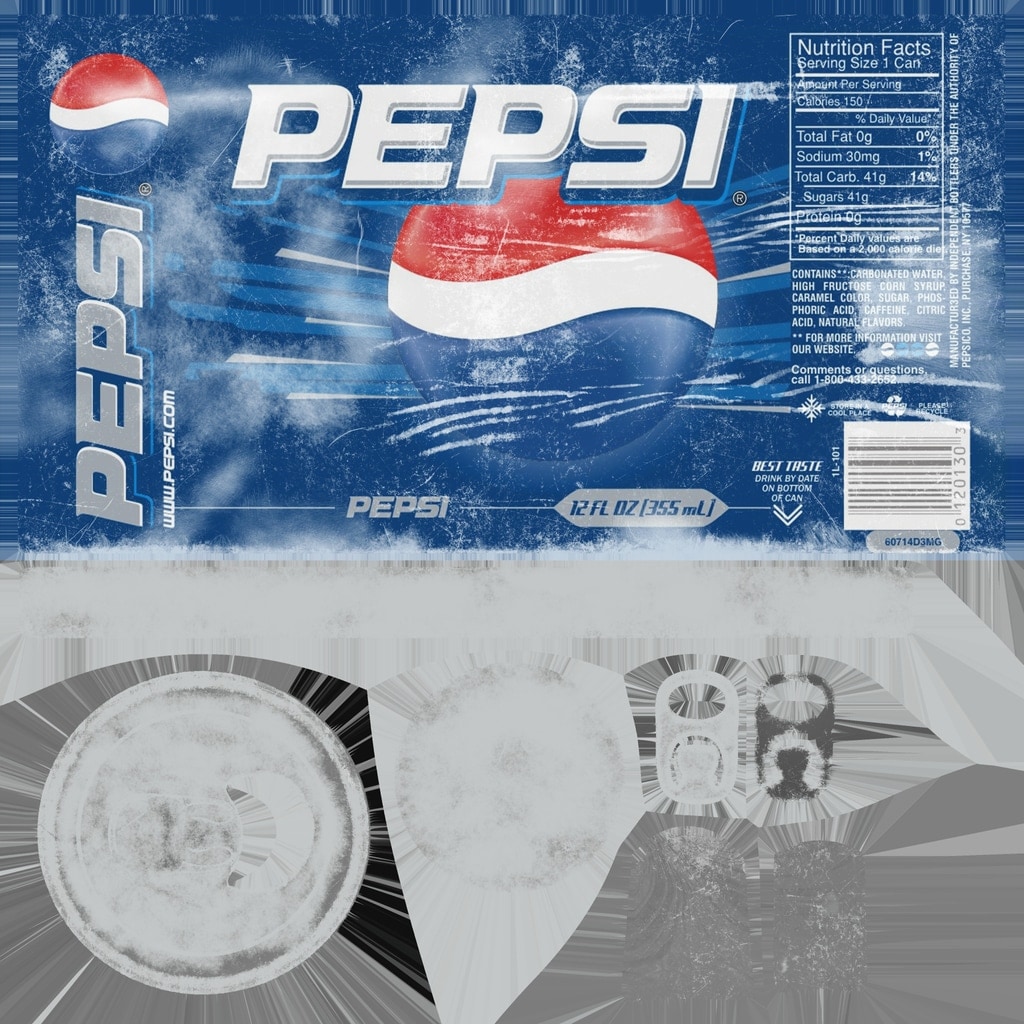 PEPSI
®
PEPSI
®
www.PEPSI.com
PEPSI
12 FL OZ (355 mL)
BEST TASTE
DRINK BY DATE
ON BOTTOM
OF CAN
Nutrition Facts
Serving Size 1 Can
Amount Per Serving
Calories 150
% Daily Value*
Total Fat 0g 0%
Sodium 30mg 1%
Total Carb. 41g 14%
Sugars 41g
Protein 0g
*Percent Daily Values are
Based on a 2,000 calorie diet.
CONTAINS**:CARBONATED WATER,
HIGH FRUCTOSE CORN SYRUP,
CARAMEL COLOR, SUGAR, PHOS-
PHORIC ACID, CAFFEINE, CITRIC
ACID, NATURAL FLAVORS.
** FOR MORE INFORMATION VISIT
OUR WEBSITE.
Comments or questions,
call 1-800-433-2652.
STORE IN A
COOL PLACE
PEPSI
PLEASE
RECYCLE
MANUFACTURSED BY INDEPENDENT BOTTLERS UNDER THE AUTHORITY OF
PEPSICO, INC., PURCHASE, NY 10577
1L-101
0 120130 3
60714D3MG